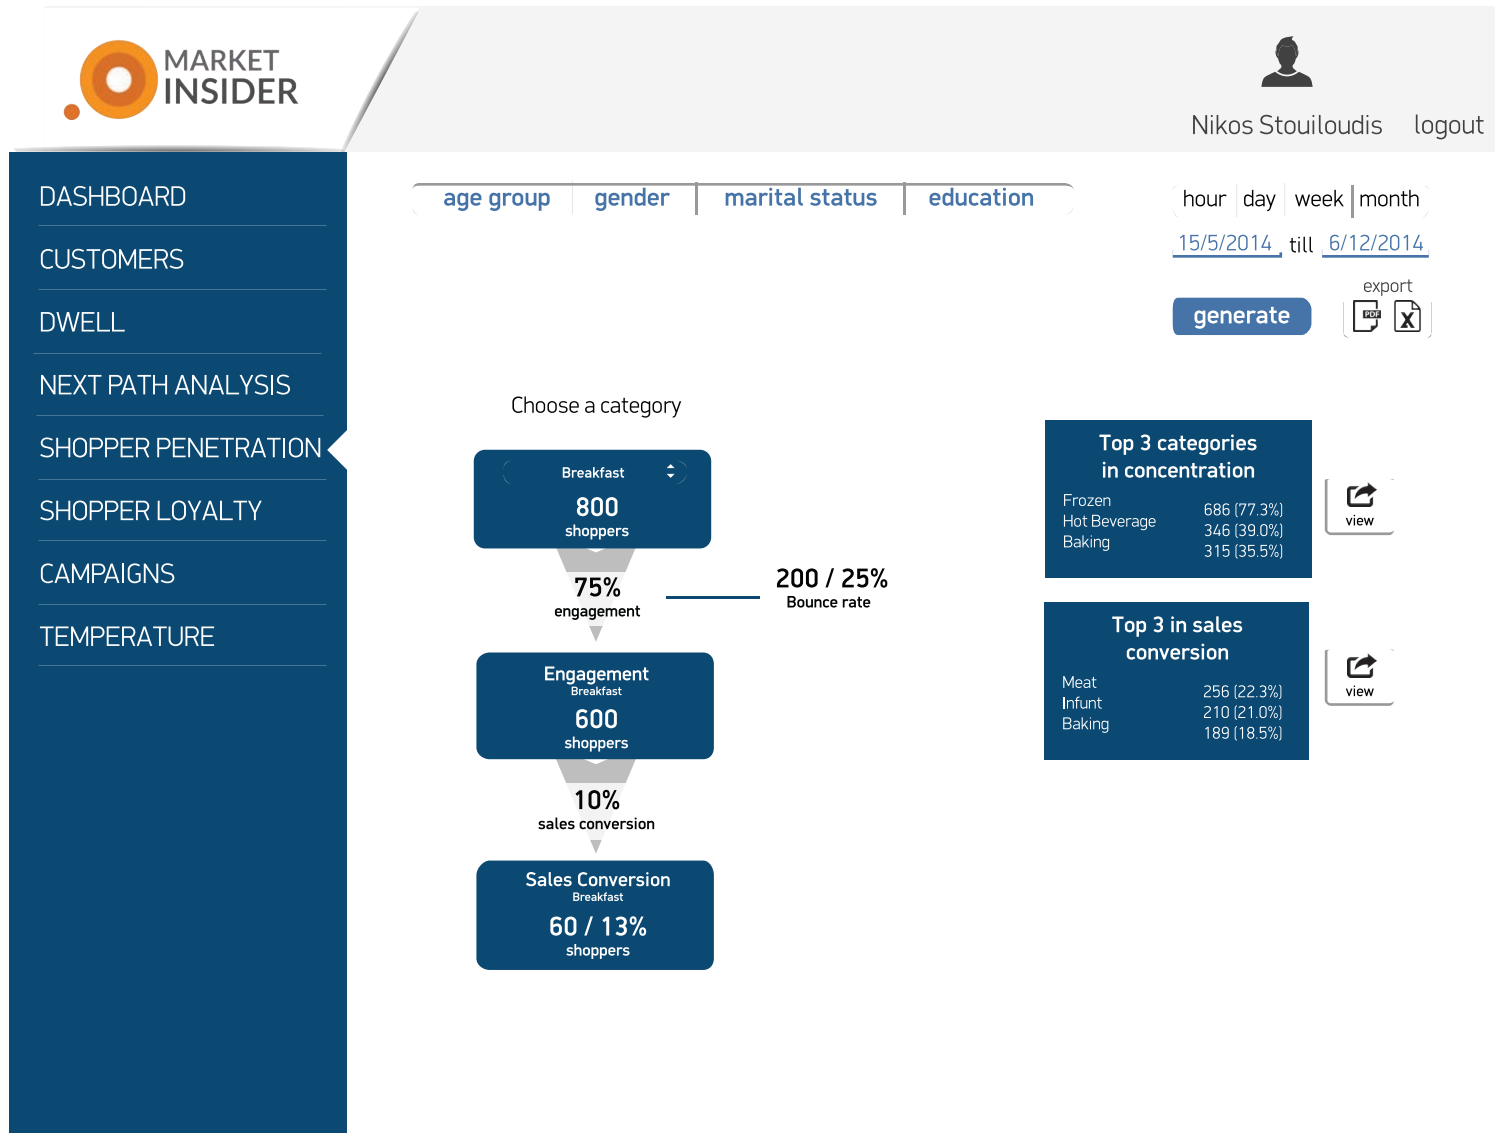 MARKET
INSIDER
Nikos Stouiloudis logout
DASHBOARD
CUSTOMERS
DWELL
NEXT PATH ANALYSIS
SHOPPER PENETRATION
SHOPPER LOYALTY
CAMPAIGNS
TEMPERATURE
age group gender marital status education
hour day week month
15/5/2014 till 6/12/2014
generate
export
PDF X
Choose a category
Breakfast
800
shoppers
75%
engagement
200 / 25%
Bounce rate
Engagement
Breakfast
600
shoppers
10%
sales conversion
Sales Conversion
Breakfast
60 / 13%
shoppers
Top 3 categories
in concentration
Frozen 686 (77.3%)
Hot Beverage 346 (39.0%)
Baking 315 (35.5%)
view
Top 3 in sales
conversion
Meat 256 (22.3%)
Infunt 210 (21.0%)
Baking 189 (18.5%)
view